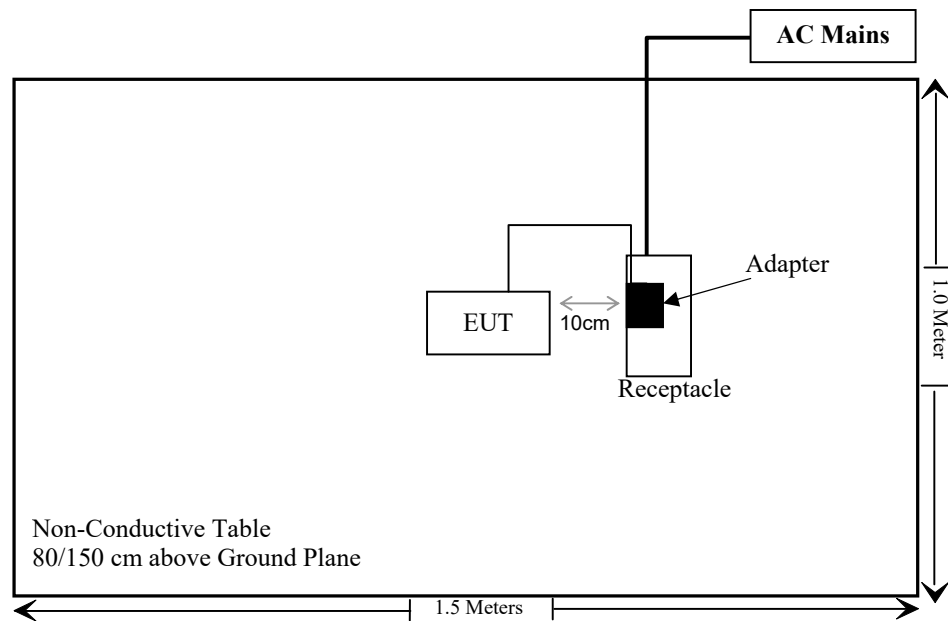 AC Mains
Adapter
EUT
10cm
Receptacle
1.0 Meter
Non-Conductive Table
80/150 cm above Ground Plane
1.5 Meters